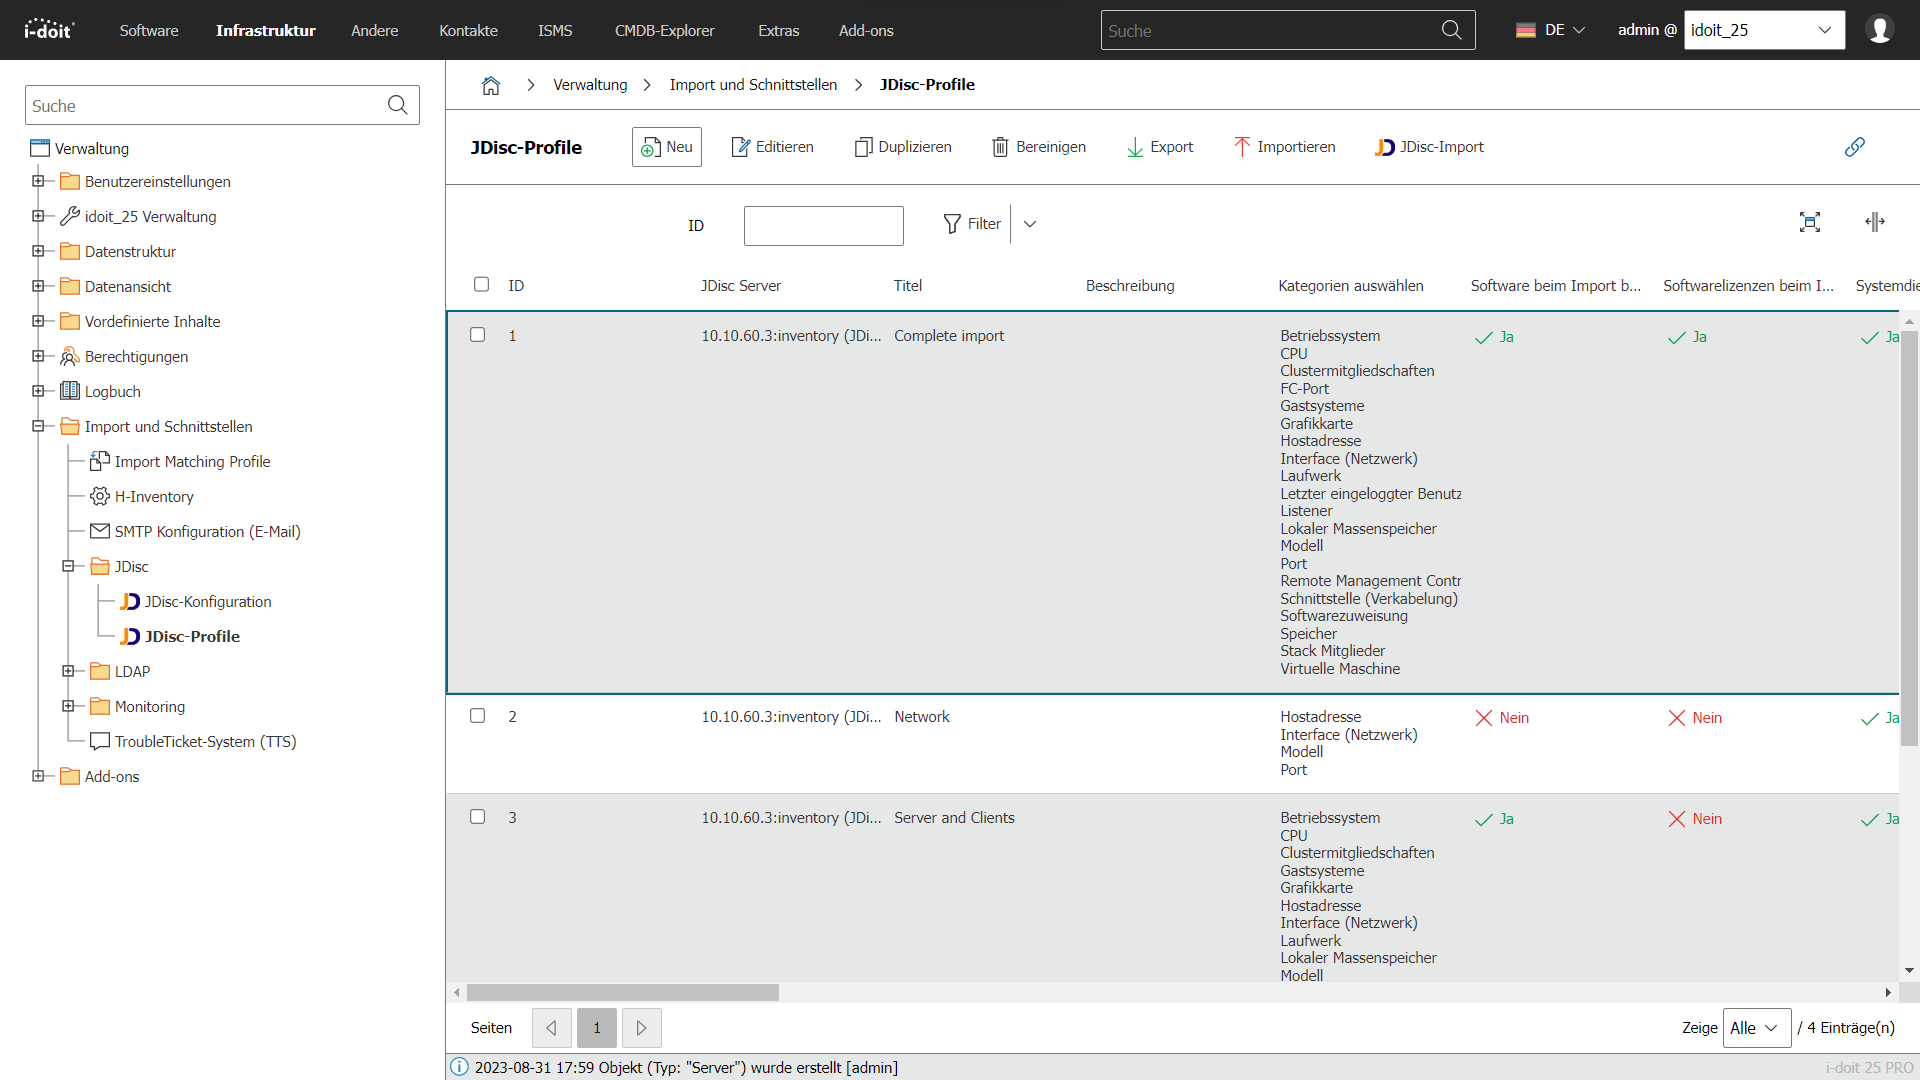 i-doit
Software
Infrastruktur
Andere
Kontakte
ISMS
CMDB-Explorer
Extras
Add-ons
Suche
DE
admin @
idoit_25
Suche
Verwaltung
Benutzereinstellungen
idoit_25 Verwaltung
Datenstruktur
Datenansicht
Vordefinierte Inhalte
Berechtigungen
Logbuch
Import und Schnittstellen
Import Matching Profile
H-Inventory
SMTP Konfiguration (E-Mail)
JDisc
JDisc-Konfiguration
JDisc-Profile
LDAP
Monitoring
TroubleTicket-System (TTS)
Add-ons
Verwaltung
Import und Schnittstellen
JDisc-Profile
JDisc-Profile
Neu
Editieren
Duplizieren
Bereinigen
Export
Importieren
JDisc-Import
ID
Filter
ID
JDisc Server
Titel
Beschreibung
Kategorien auswählen
Software beim Import b...
Softwarelizenzen beim I...
Systemdie
1
10.10.60.3:inventory (JDi...
Complete import
Betriebssystem
CPU
Clustermitgliedschaften
FC-Port
Gastsysteme
Grafikkarte
Hostadresse
Interface (Netzwerk)
Laufwerk
Letzter eingeloggter Benutz
Listener
Lokaler Massenspeicher
Modell
Port
Remote Management Contr
Schnittstelle (Verkabelung)
Softwarezuweisung
Speicher
Stack Mitglieder
Virtuelle Maschine
Ja
Ja
Ja
2
10.10.60.3:inventory (JDi...
Network
Hostadresse
Interface (Netzwerk)
Modell
Port
Nein
Nein
Ja
3
10.10.60.3:inventory (JDi...
Server and Clients
Betriebssystem
CPU
Clustermitgliedschaften
Gastsysteme
Grafikkarte
Hostadresse
Interface (Netzwerk)
Laufwerk
Lokaler Massenspeicher
Modell
Ja
Nein
Ja
Seiten
1
Zeige
Alle
/ 4 Einträge(n)
2023-08-31 17:59 Objekt (Typ: "Server") wurde erstellt [admin]
i-doit 25 PRO